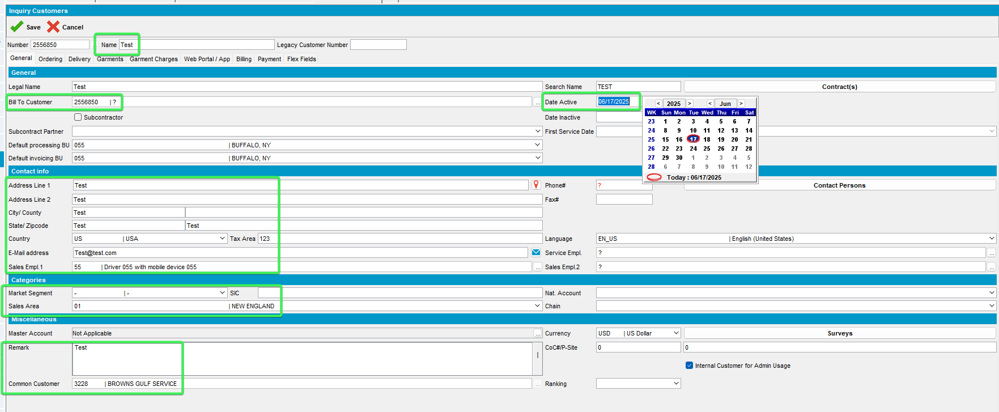 Inquiry Customers
Save Cancel
Number 2556850 ... Name Test Legacy Customer Number
General Ordering Delivery Garments Garment Charges Web Portal / App Billing Payment Flex Fields
General
Legal Name Test Search Name TEST Contract(s)
Bill To Customer 2556850 | ? ... Date Active 06/17/2025
Subcontractor Date Inactive
Subcontract Partner First Service Date
Default processing BU 055 | BUFFALO, NY
Default invoicing BU 055 | BUFFALO, NY
< 2025 > < Jun >
WK Sun Mon Tue Wed Thu Fri Sat
23 1 2 3 4 5 6 7
24 8 9 10 11 12 13 14
25 15 16 17 18 19 20 21
26 22 23 24 25 26 27 28
27 29 30 1 2 3 4 5
28 6 7 8 9 10 11 12
Today : 06/17/2025
Contact info
Address Line 1 Test Phone# ? Contact Persons
Address Line 2 Test Fax#
City/ County Test
State/ Zipcode Test Test
Country US | USA Tax Area 123 Language EN_US | English (United States)
E-Mail address Test@test.com Service Empl. ? ...
Sales Empl.1 55 | Driver 055 with mobile device 055 ... Sales Empl.2 ? ...
Categories
Market Segment - | - SIC Nat. Account
Sales Area 01 | NEW ENGLAND Chain
Miscellaneous
Master Account Not Applicable ... Currency USD | US Dollar Surveys
Remark Test CoC#/P-Site 0 0
Internal Customer for Admin Usage
Common Customer 3228 | BROWNS GULF SERVICE ... Ranking